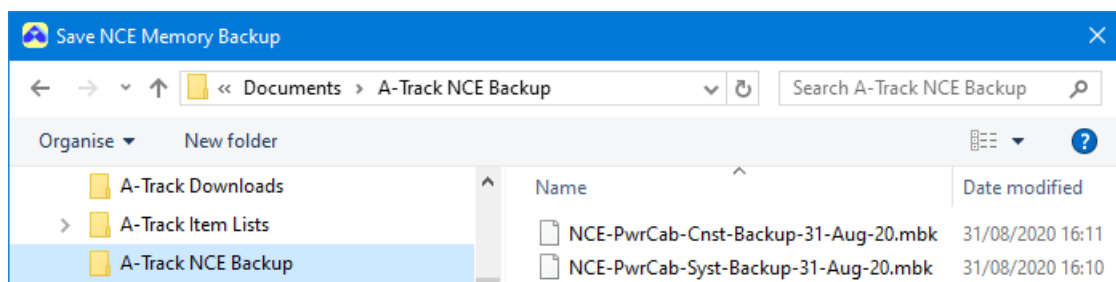 Save NCE Memory Backup
« Documents > A-Track NCE Backup
Search A-Track NCE Backup
Organise
New folder
?
A-Track Downloads
A-Track Item Lists
A-Track NCE Backup
Name
Date modified
NCE-PwrCab-Cnst-Backup-31-Aug-20.mbk 31/08/2020 16:11
NCE-PwrCab-Syst-Backup-31-Aug-20.mbk 31/08/2020 16:10